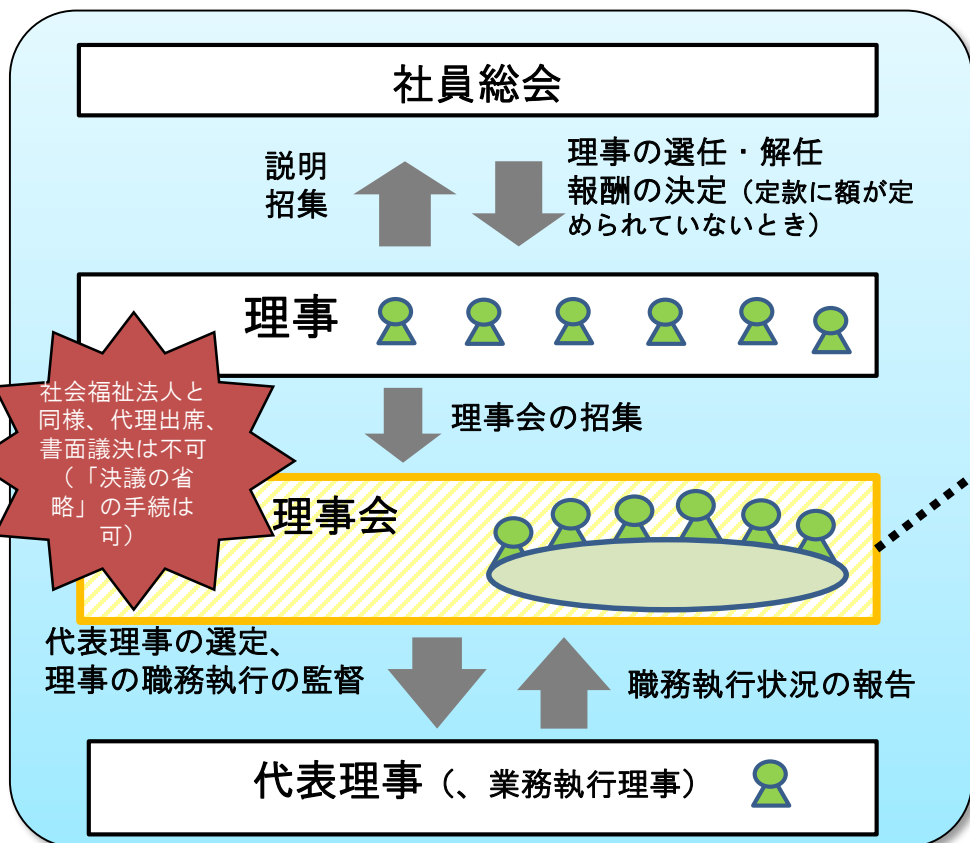 社員総会
説明
招集
理事の選任・解任
報酬の決定（定款に額が定
められていないとき）
理事
社会福祉法人と
同様、代理出席、
書面議決は不可
（「決議の省
略」の手続は
可）
理事会の招集
理事会
代表理事の選定、
理事の職務執行の監督
職務執行状況の報告
代表理事（、業務執行理事）